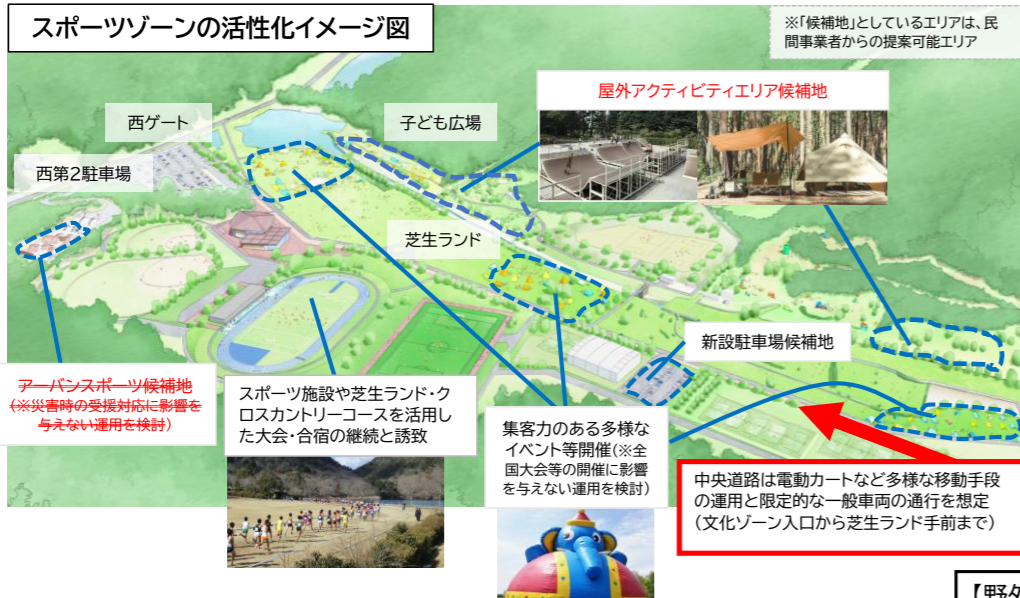 スポーツゾーンの活性化イメージ図
※「候補地」としているエリアは、民
間事業者からの提案可能エリア
屋外アクティビティエリア候補地
西ゲート
子ども広場
西第2駐車場
芝生ランド
新設駐車場候補地
アーバンスポーツ候補地
(※災害時の受援対応に影響を
与えない運用を検討)
スポーツ施設や芝生ランド・ク
ロスカントリーコースを活用し
た大会・合宿の継続と誘致
集客力のある多様な
イベント等開催(※全
国大会等の開催に影響
を与えない運用を検討)
中央道路は電動カートなど多様な移動手段
の運用と限定的な一般車両の通行を想定
(文化ゾーン入口から芝生ランド手前まで)
【野外